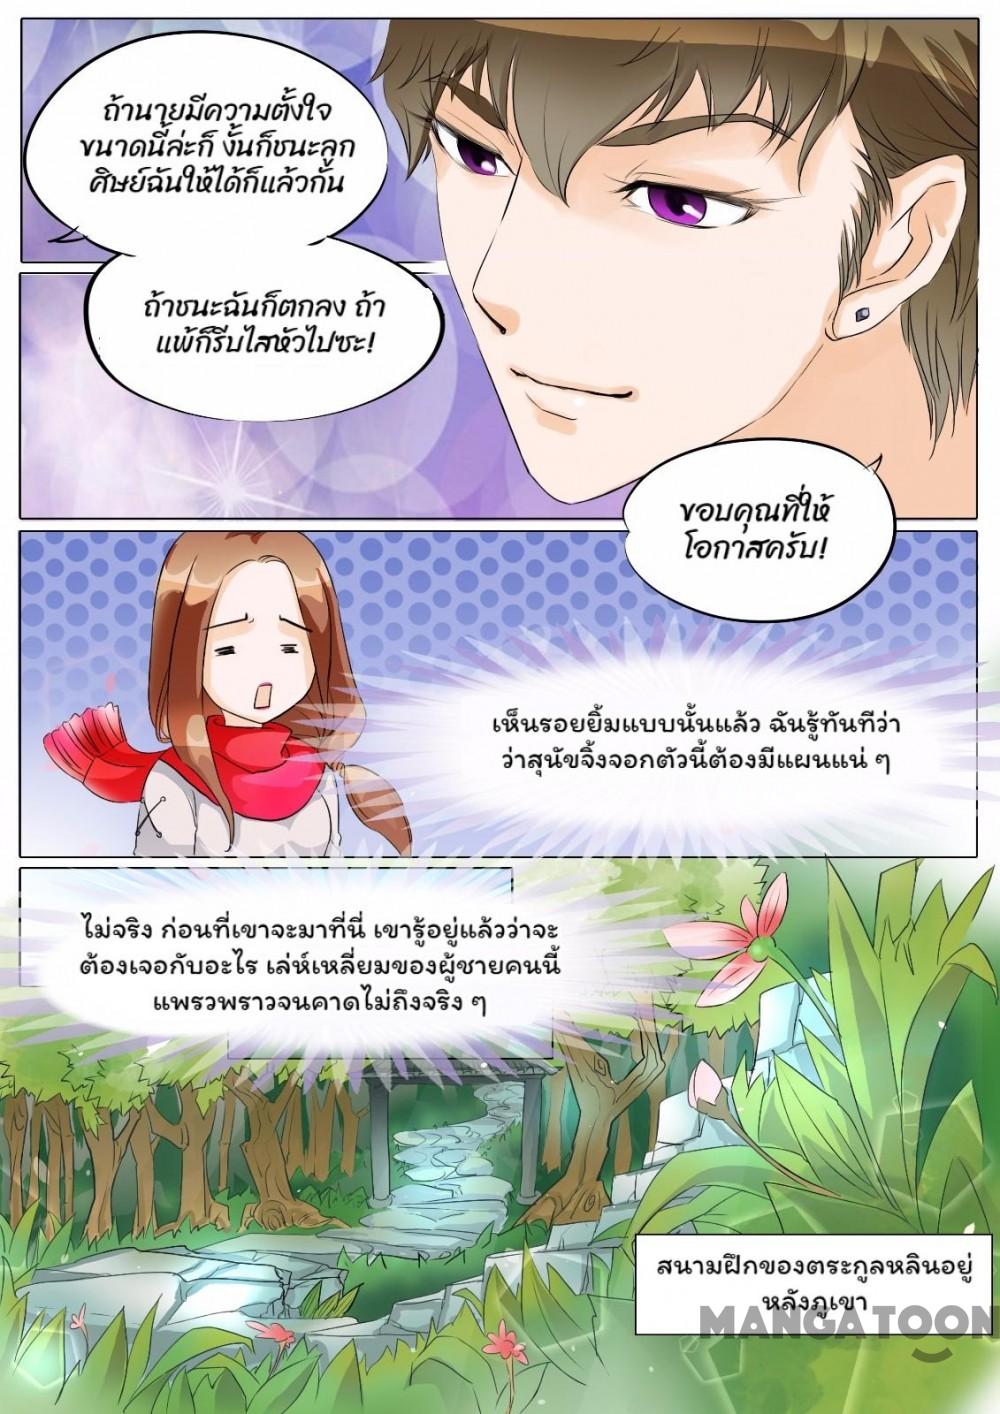 ถ้านายมีความตั้งใจ
ขนาดนี้ล่ะก็ งั้นก็ชนะลูก
ศิษย์ฉันให้ได้ก็แล้วกัน
ถ้าชนะฉันก็ตกลง ถ้า
แพ้ก็รีบไสหัวไปซะ!
ขอบคุณที่ให้
โอกาสครับ!
เห็นรอยยิ้มแบบนั้นแล้ว ฉันรู้ทันทีว่า
ว่าสุนัขจิ้งจอกตัวนี้ต้องมีแผนแน่ ๆ
ไม่จริง ก่อนที่เขาจะมาที่นี่ เขารู้อยู่แล้วว่าจะ
ต้องเจอกับอะไร เล่ห์เหลี่ยมของผู้ชายคนนี้
แพรวพราวจนคาดไม่ถึงจริง ๆ
สนามฝึกของตระกูลหลินอยู่
หลังภูเขา
MANGATOON